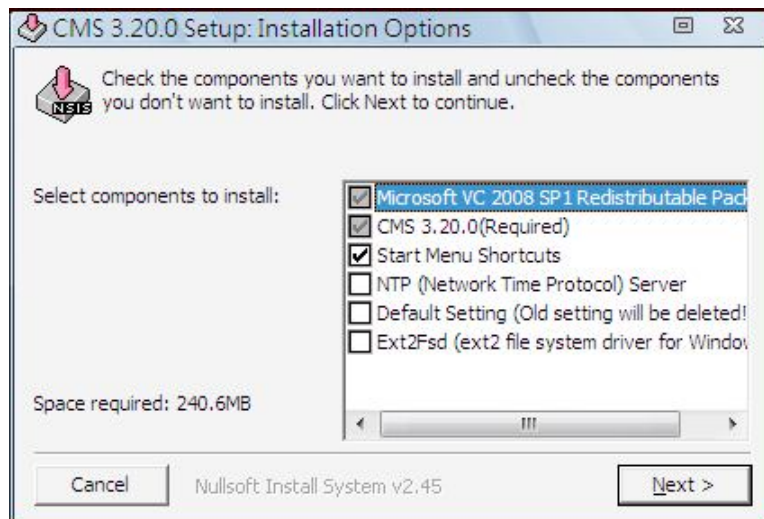 CMS 3.20.0 Setup: Installation Options
Check the components you want to install and uncheck the components
you don't want to install. Click Next to continue.
NSIS
Select components to install:
Microsoft VC 2008 SP1 Redistributable Pack
CMS 3.20.0(Required)
Start Menu Shortcuts
NTP (Network Time Protocol) Server
Default Setting (Old setting will be deleted!
Ext2Fsd (ext2 file system driver for Window
Space required: 240.6MB
Cancel
Nullsoft Install System v2.45
Next >